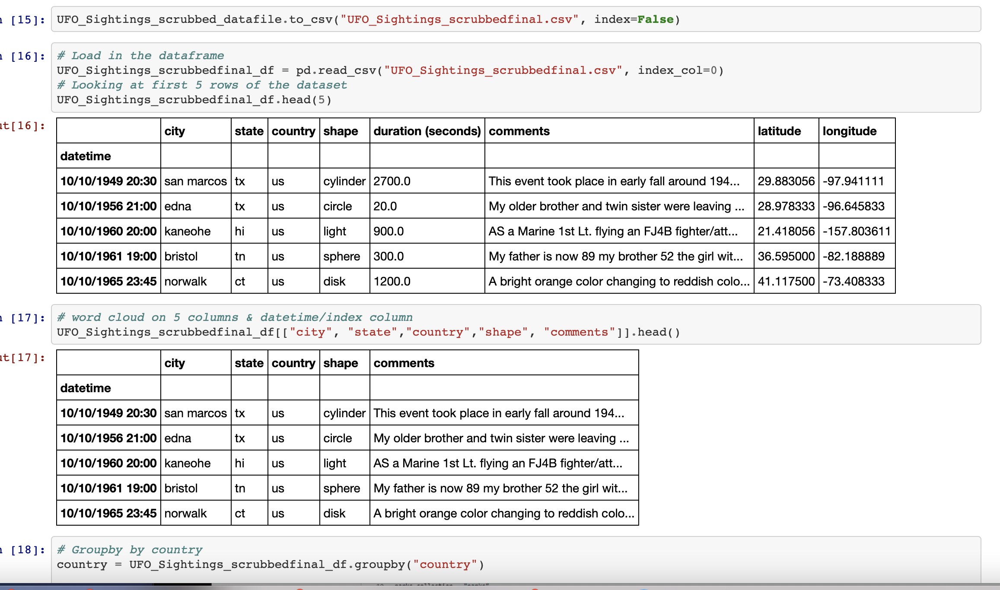 n [15]: UFO_Sightings_scrubbed_datafile.to_csv("UFO_Sightings_scrubbedfinal.csv", index=False)
n [16]: # Load in the dataframe
UFO_Sightings_scrubbedfinal_df = pd.read_csv("UFO_Sightings_scrubbedfinal.csv", index_col=0)
# Looking at first 5 rows of the dataset
UFO_Sightings_scrubbedfinal_df.head(5)
ut[16]: city state country shape duration (seconds) comments latitude longitude
datetime
10/10/1949 20:30 san marcos tx us cylinder 2700.0 This event took place in early fall around 194... 29.883056 -97.941111
10/10/1956 21:00 edna tx us circle 20.0 My older brother and twin sister were leaving ... 28.978333 -96.645833
10/10/1960 20:00 kaneohe hi us light 900.0 AS a Marine 1st Lt. flying an FJ4B fighter/att... 21.418056 -157.803611
10/10/1961 19:00 bristol tn us sphere 300.0 My father is now 89 my brother 52 the girl wit... 36.595000 -82.188889
10/10/1965 23:45 norwalk ct us disk 1200.0 A bright orange color changing to reddish colo... 41.117500 -73.408333
n [17]: # word cloud on 5 columns & datetime/index column
UFO_Sightings_scrubbedfinal_df[["city", "state","country","shape", "comments"]].head()
ut[17]: city state country shape comments
datetime
10/10/1949 20:30 san marcos tx us cylinder This event took place in early fall around 194...
10/10/1956 21:00 edna tx us circle My older brother and twin sister were leaving ...
10/10/1960 20:00 kaneohe hi us light AS a Marine 1st Lt. flying an FJ4B fighter/att...
10/10/1961 19:00 bristol tn us sphere My father is now 89 my brother 52 the girl wit...
10/10/1965 23:45 norwalk ct us disk A bright orange color changing to reddish colo...
n [18]: # Groupby by country
country = UFO_Sightings_scrubbedfinal_df.groupby("country")